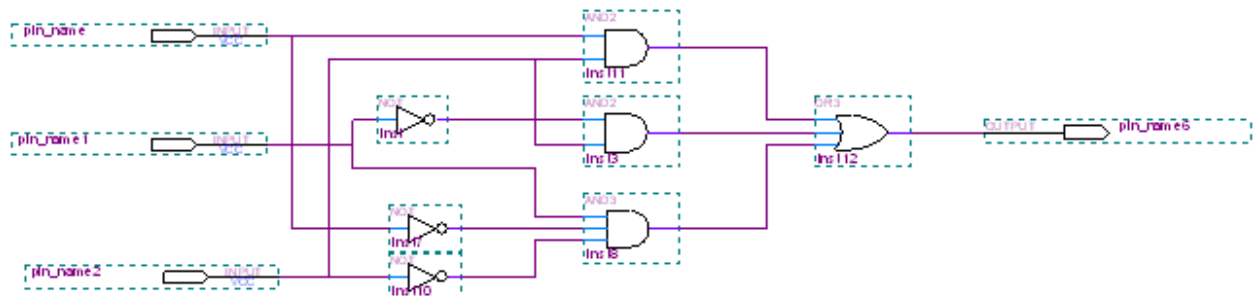 pin_name
INPUT
VCC
AND2
inst11
NOT
AND2
inst3
OR3
inst12
OUTPUT
pin_name6
pin_name1
INPUT
VCC
NOT
inst7
AND3
inst8
pin_name2
INPUT
VCC
NOT
inst10